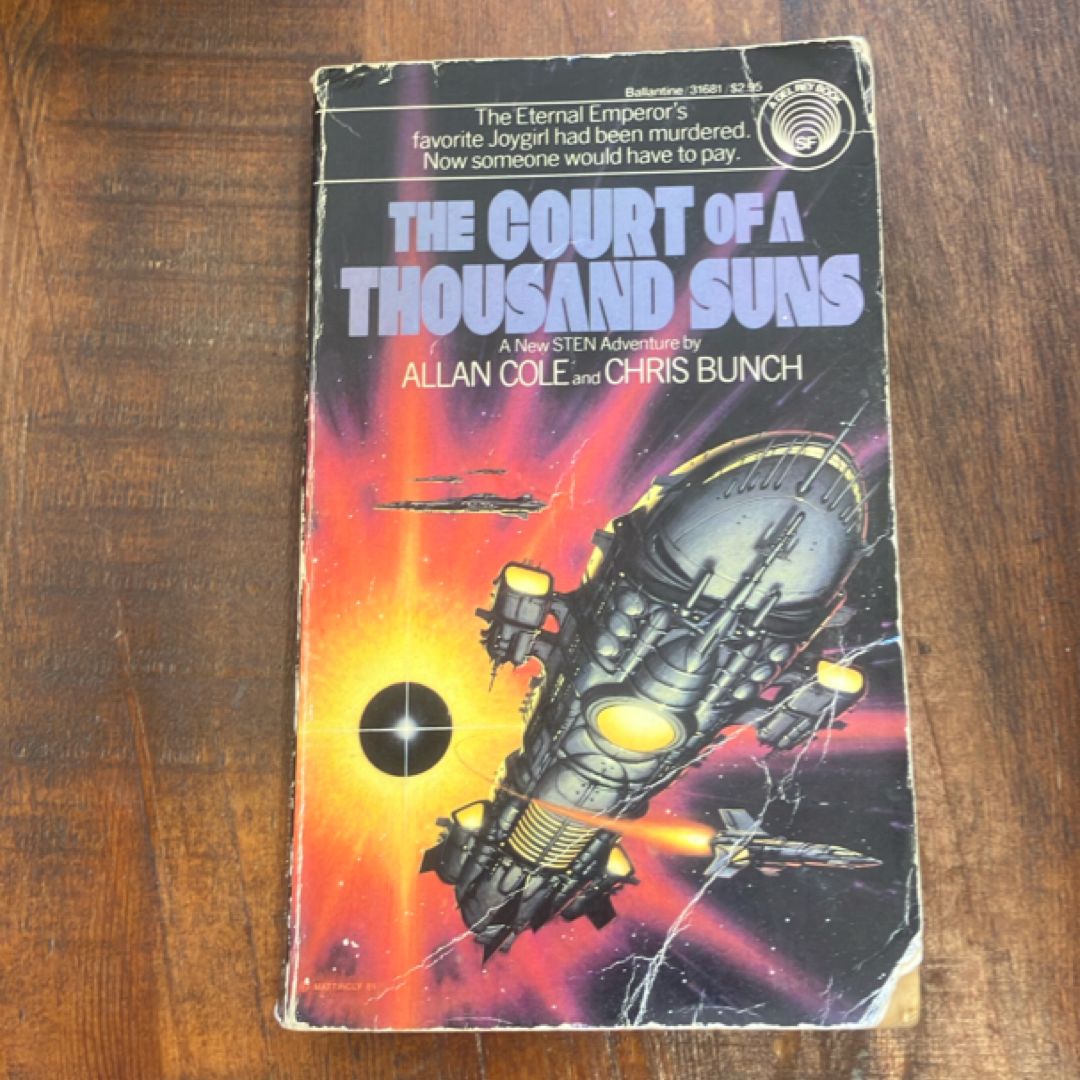 Ballantine/31681/$2.95
A DEL REY BOOK
SF
The Eternal Emperor's
favorite Joygirl had been murdered.
Now someone would have to pay.
THE COURT OF A
THOUSAND SUNS
A New STEN Adventure by
ALLAN COLE and CHRIS BUNCH
MATTINGLY